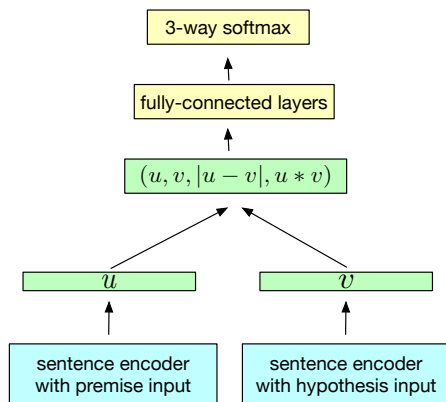 3-way softmax
fully-connected layers
(u, v, |u − v|, u ∗ v)
u
v
sentence encoder
with premise input
sentence encoder
with hypothesis input